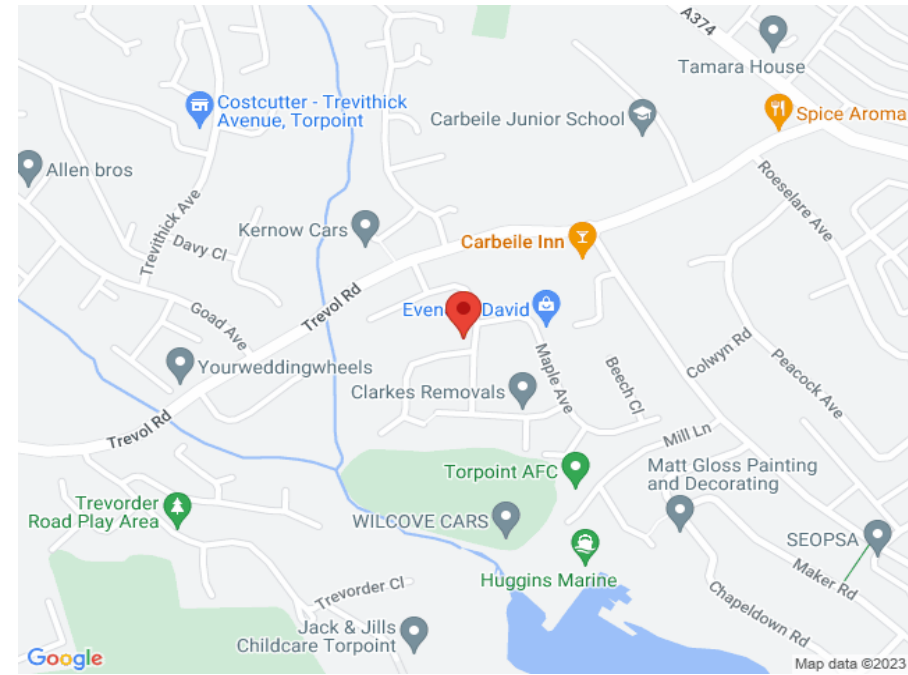 A374
Tamara House
Costcutter - Trevithick
Avenue, Torpoint
Carbeile Junior School
Spice Aroma
Allen bros
Roeselare Ave
Trevithick Ave
Kernow Cars
Davy Cl
Carbeile Inn
Trevol Rd
Goad Ave
Even David
Colwyn Rd
Yourweddingwheels
Maple Ave
Beech Cl
Peacock Ave
Clarkes Removals
Trevol Rd
Mill Ln
Torpoint AFC
Matt Gloss Painting
and Decorating
Trevorder
Road Play Area
WILCOVE CARS
SEOPSA
Huggins Marine
Maker Rd
Trevorder Cl
Chapeldown Rd
Jack & Jills
Childcare Torpoint
Google
Map data ©2023